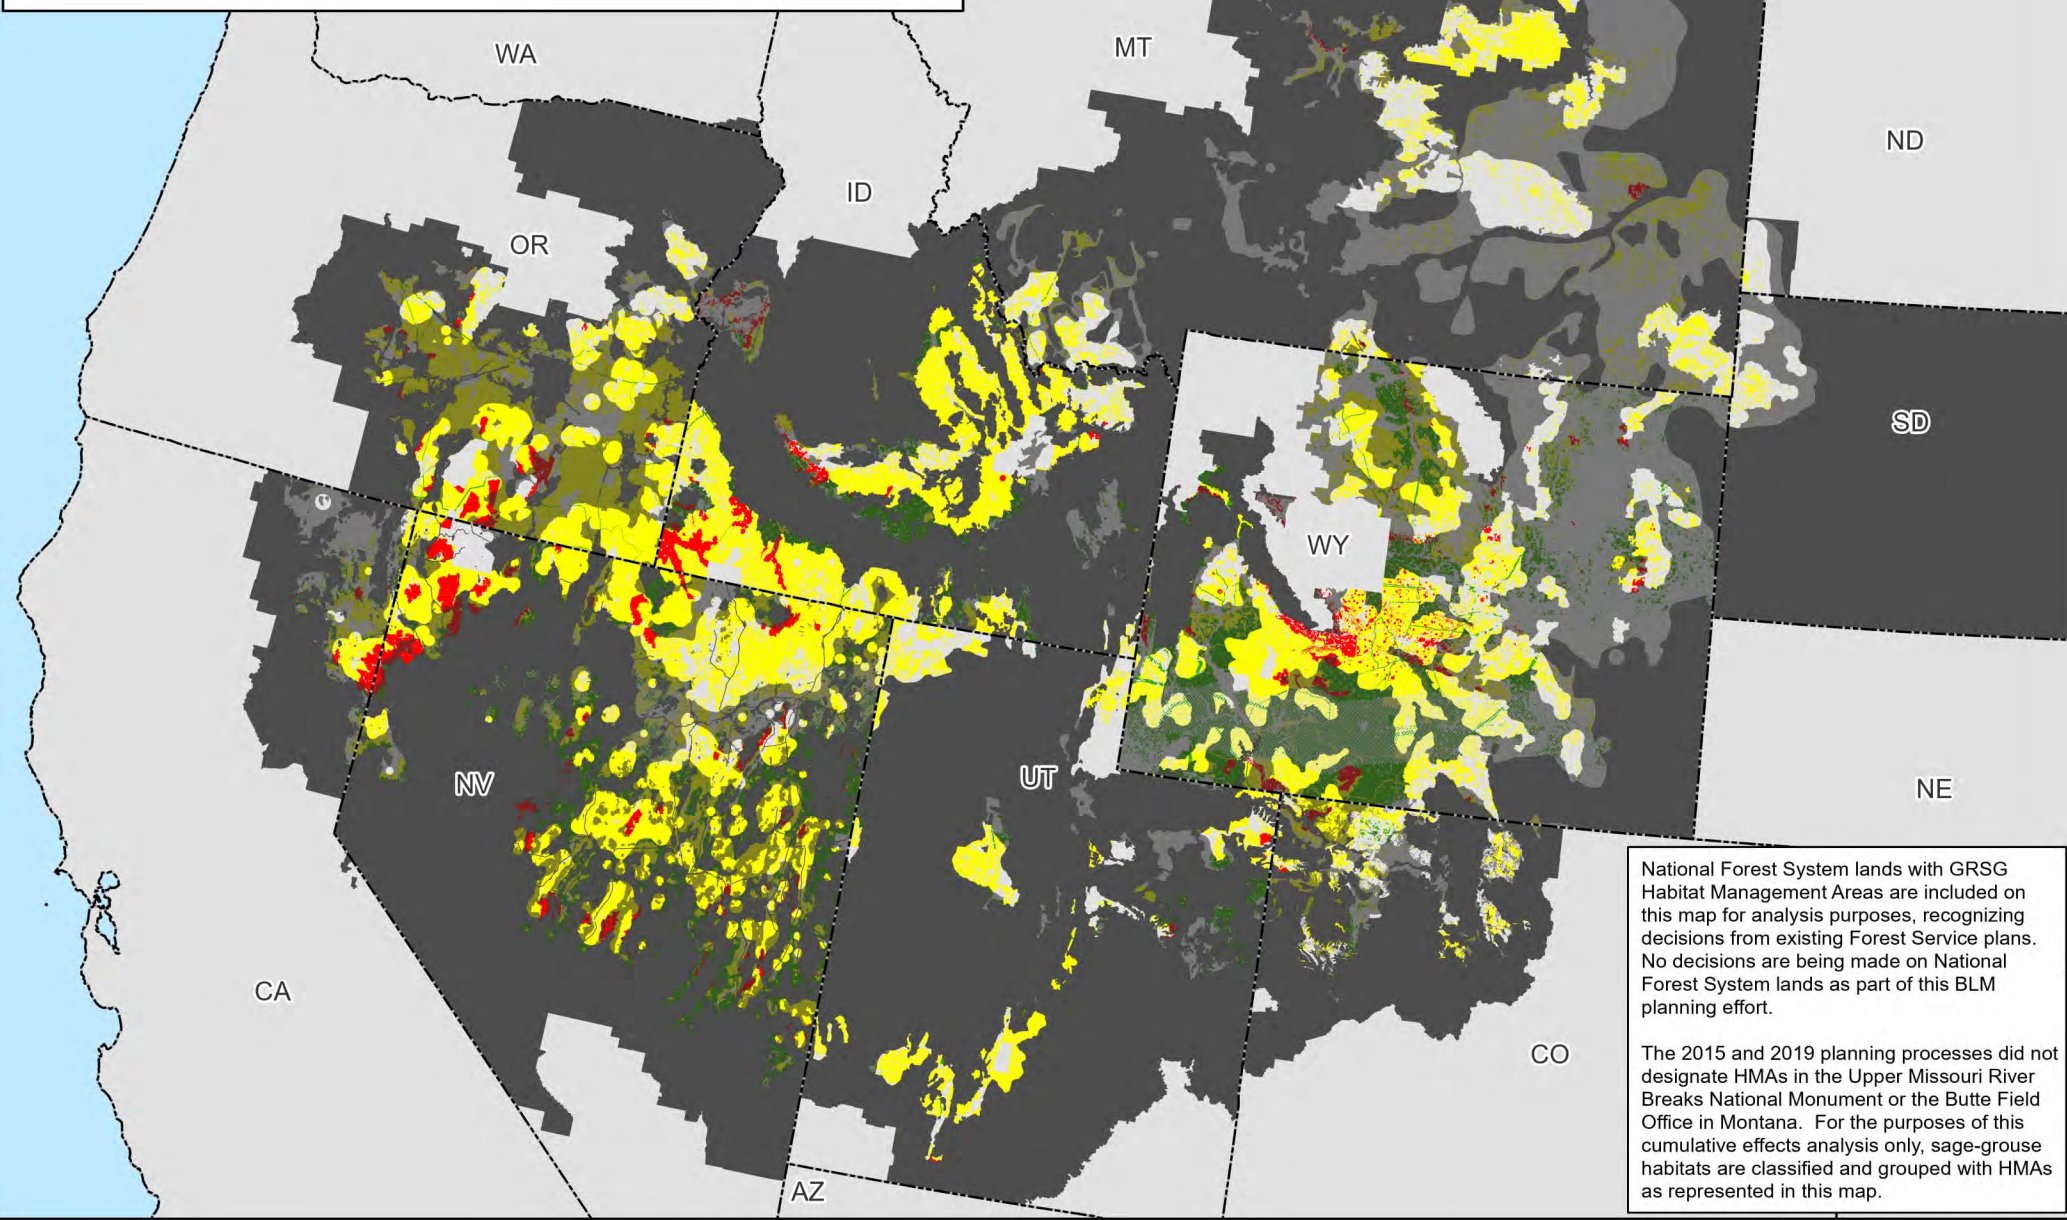 WA
MT
ND
ID
OR
SD
WY
NV
UT
NE
CA
CO
AZ
National Forest System lands with GRSG
Habitat Management Areas are included on
this map for analysis purposes, recognizing
decisions from existing Forest Service plans.
No decisions are being made on National
Forest System lands as part of this BLM
planning effort.
The 2015 and 2019 planning processes did not
designate HMAs in the Upper Missouri River
Breaks National Monument or the Butte Field
Office in Montana.  For the purposes of this
cumulative effects analysis only, sage-grouse
habitats are classified and grouped with HMAs
as represented in this map.